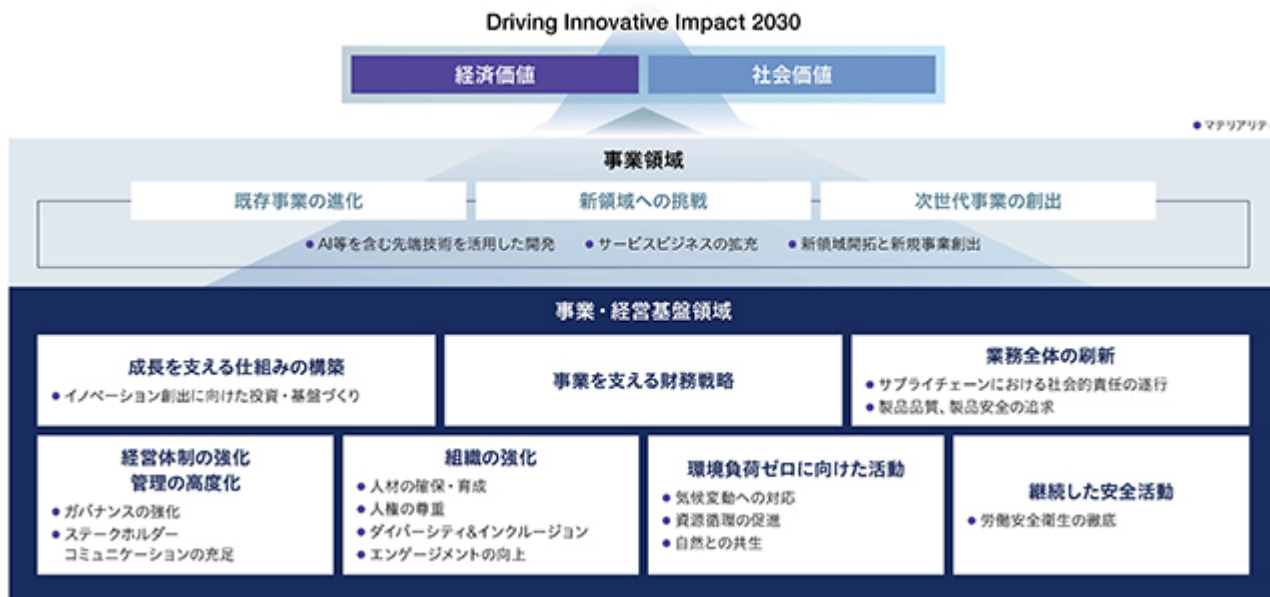 Driving Innovative Impact 2030
経済価値
社会価値
● マテリアリティ
事業領域
既存事業の進化
新領域への挑戦
次世代事業の創出
● AI等を含む先端技術を活用した開発
● サービスビジネスの拡充
● 新領域開拓と新規事業創出
事業・経営基盤領域
成長を支える仕組みの構築
● イノベーション創出に向けた投資・基盤づくり
事業を支える財務戦略
業務全体の刷新
● サプライチェーンにおける社会的責任の遂行
● 製品品質、製品安全の追求
経営体制の強化
管理の高度化
● ガバナンスの強化
● ステークホルダー
コミュニケーションの充足
組織の強化
● 人材の確保・育成
● 人権の尊重
● ダイバーシティ&インクルージョン
● エンゲージメントの向上
環境負荷ゼロに向けた活動
● 気候変動への対応
● 資源循環の促進
● 自然との共生
継続した安全活動
● 労働安全衛生の徹底